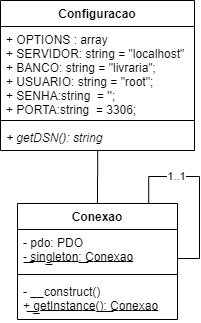 Configuracao
+ OPTIONS : array
+ SERVIDOR: string = "localhost"
+ BANCO: string = "livraria";
+ USUARIO: string = "root";
+ SENHA:string = '';
+ PORTA:string = 3306;
+ getDSN(): string
1..1
Conexao
- pdo: PDO
- singleton: Conexao
- __construct()
+ getInstance(): Conexao